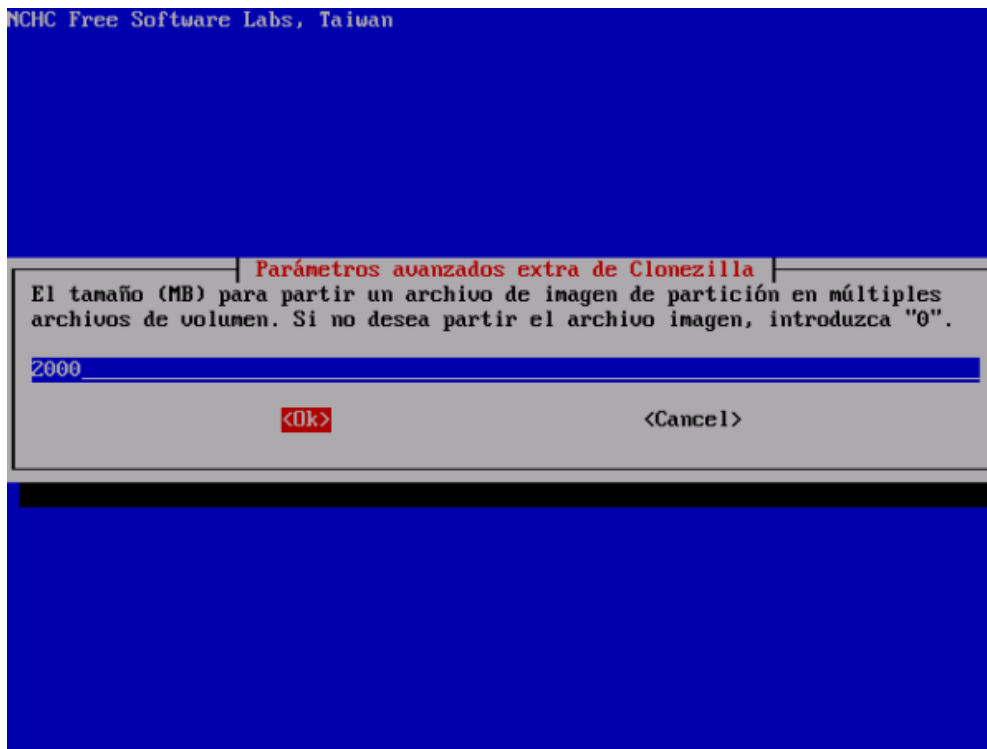 NCHC Free Software Labs, Taiwan
Parámetros avanzados extra de Clonezilla
El tamaño (MB) para partir un archivo de imagen de partición en múltiples
archivos de volumen. Si no desea partir el archivo imagen, introduzca "0".
2000
<Ok> <Cancel>